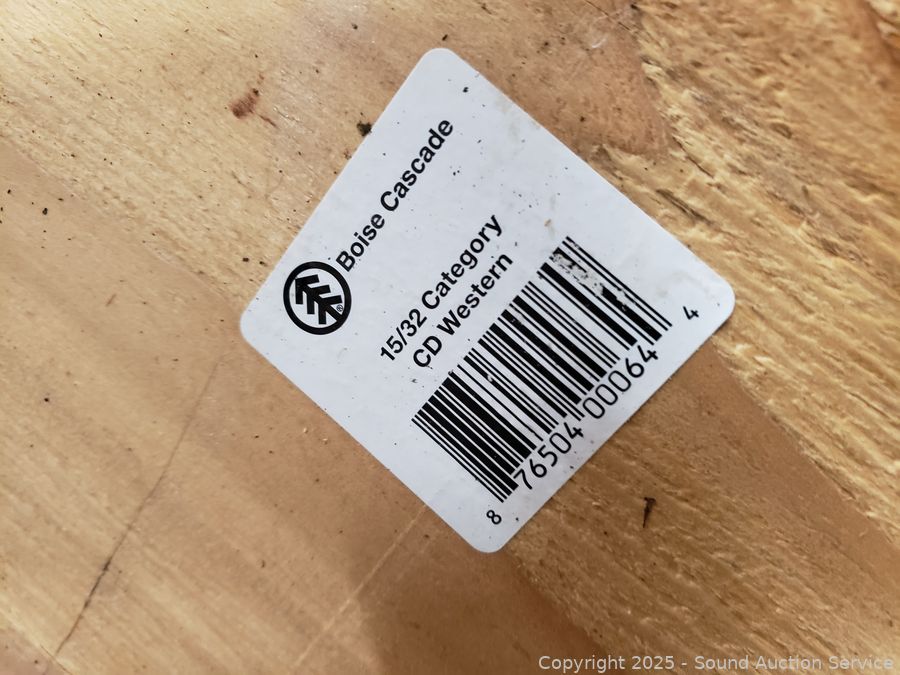 Boise Cascade
®
15/32 Category
CD Western
8 76504 00064 4
Copyright 2025 - Sound Auction Service